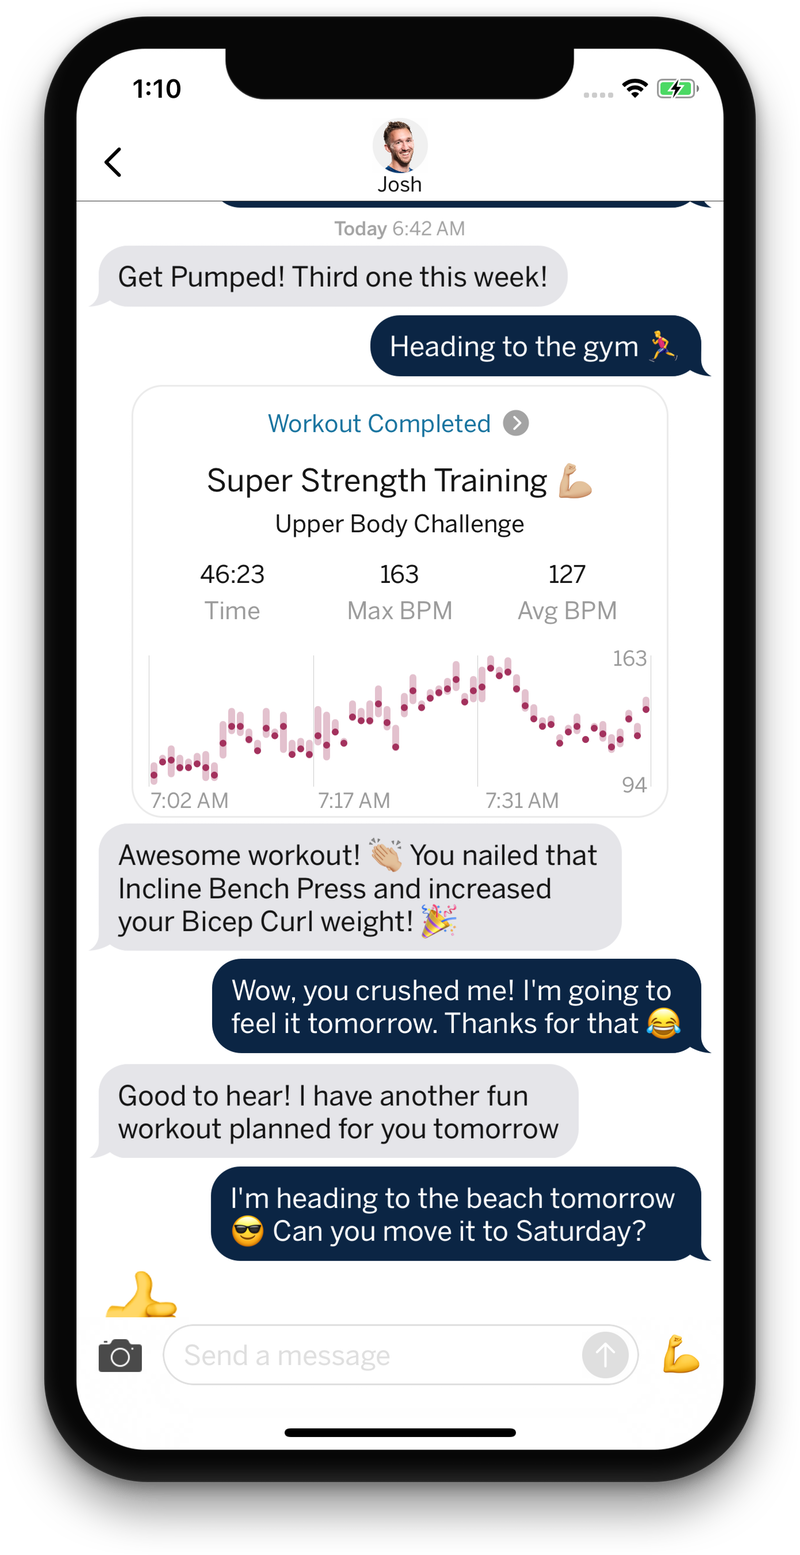 1:10
Josh
Today 6:42 AM
Get Pumped! Third one this week!
Heading to the gym 🏃
Workout Completed
Super Strength Training 💪🏼
Upper Body Challenge
46:23 163 127
Time Max BPM Avg BPM
163
94
7:02 AM 7:17 AM 7:31 AM
Awesome workout! 👏🏼 You nailed that
Incline Bench Press and increased
your Bicep Curl weight! 🎉
Wow, you crushed me! I'm going to
feel it tomorrow. Thanks for that 😂
Good to hear! I have another fun
workout planned for you tomorrow
I'm heading to the beach tomorrow
😎 Can you move it to Saturday?
👍
Send a message 💪